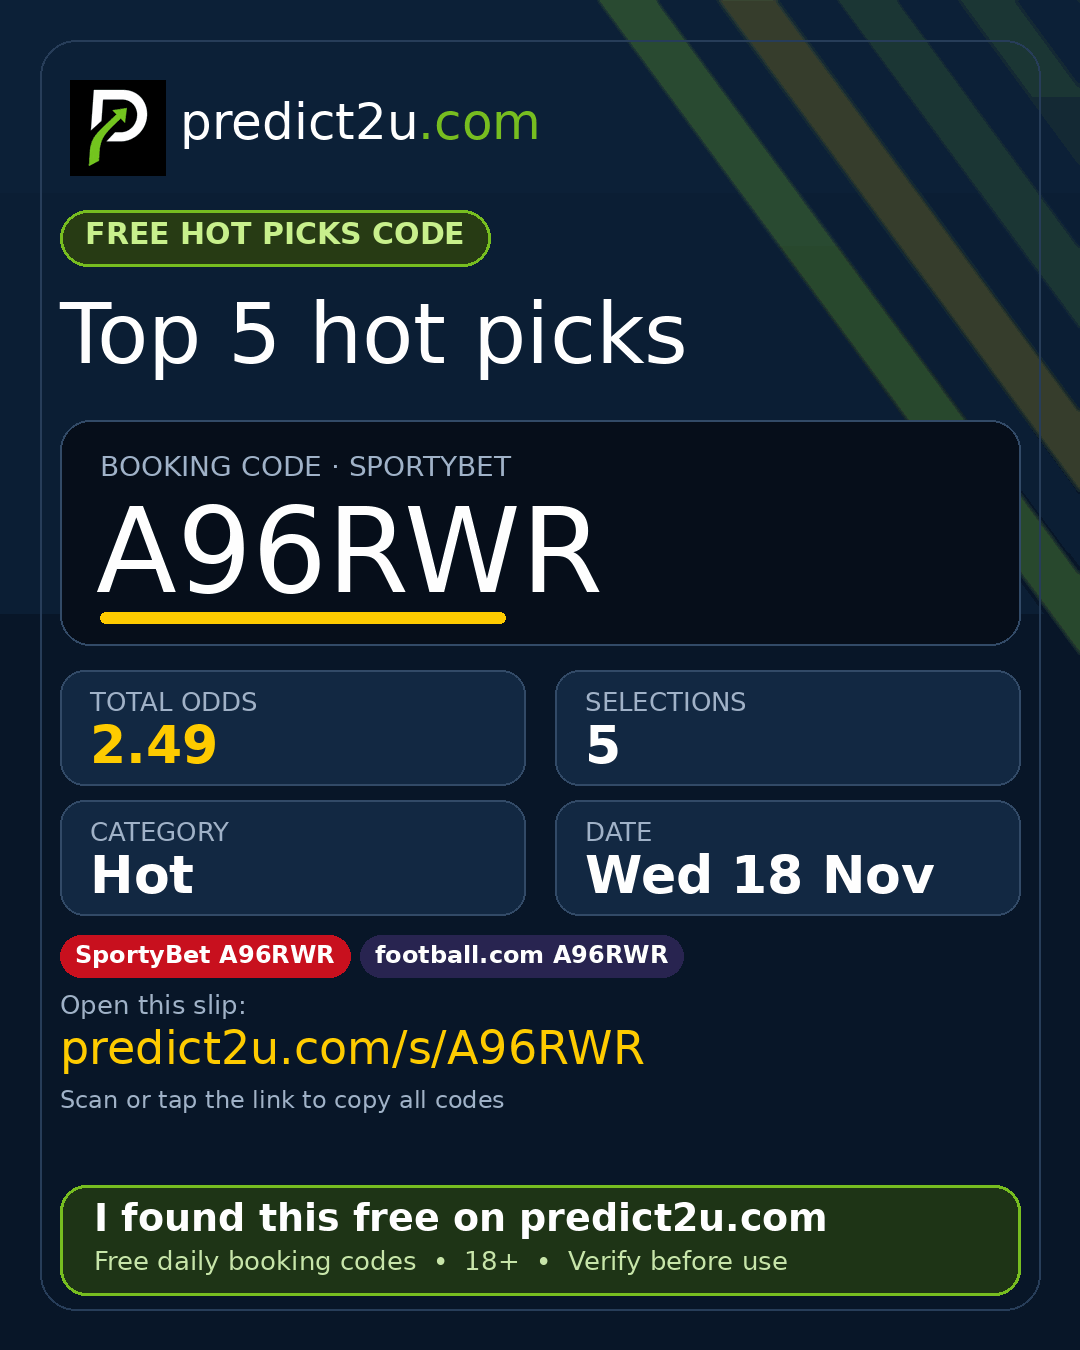 predict2u.com
FREE HOT PICKS CODE
Top 5 hot picks
BOOKING CODE · SPORTYBET
A96RWR
TOTAL ODDS
2.49
SELECTIONS
5
CATEGORY
Hot
DATE
Wed 18 Nov
SportyBet A96RWR
football.com A96RWR
Open this slip:
predict2u.com/s/A96RWR
Scan or tap the link to copy all codes
I found this free on predict2u.com
Free daily booking codes • 18+ • Verify before use